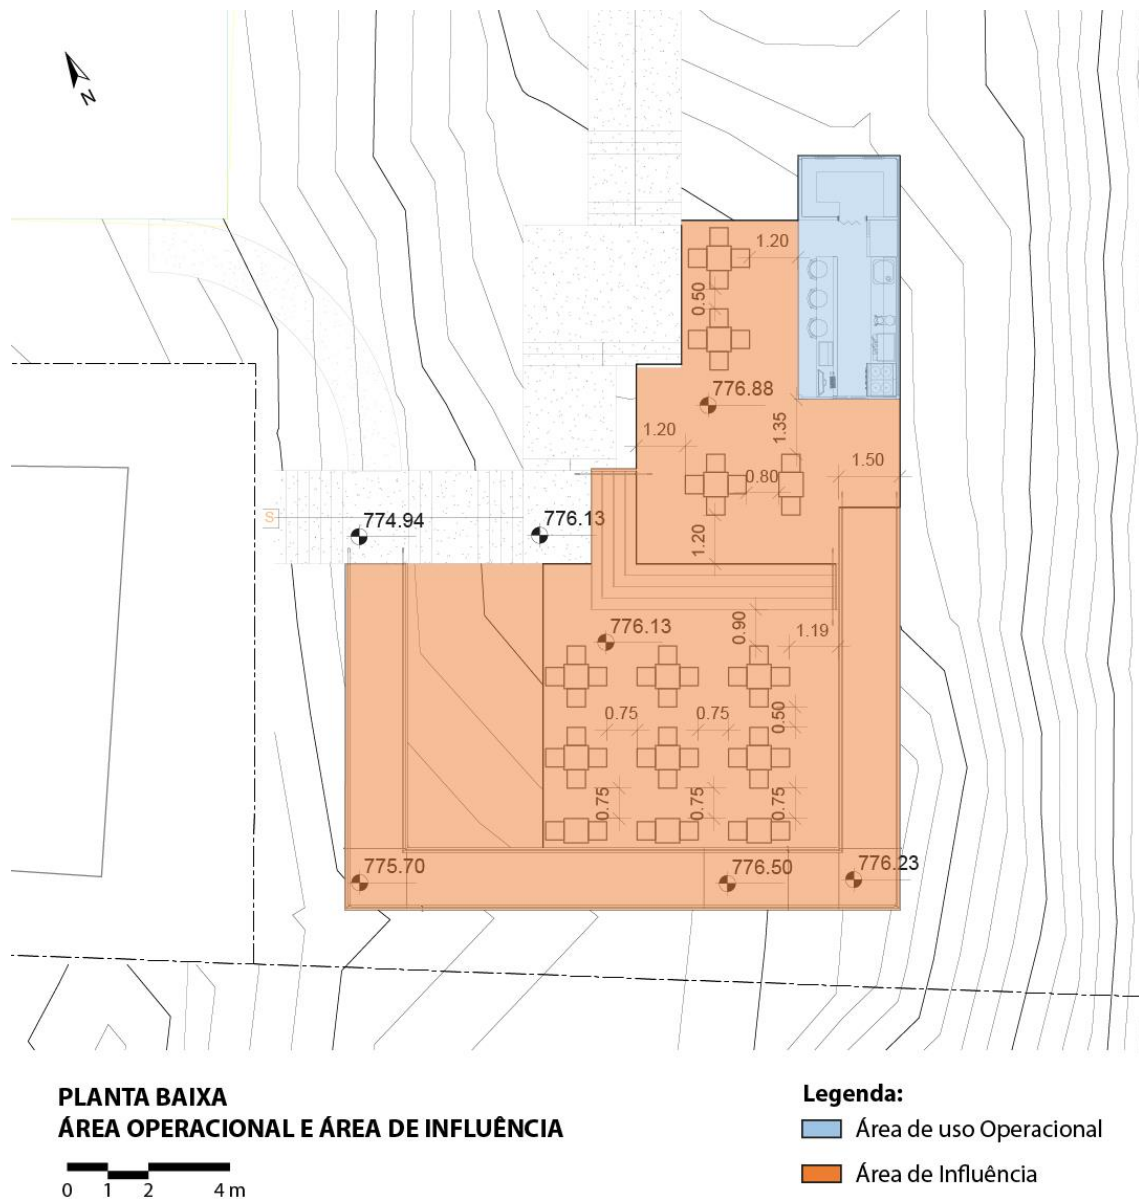 N
1.20
0.50
776.88
1.20
1.35
1.50
0.80
S
774.94
776.13
1.20
776.13
0.90
1.19
0.75
0.75
0.50
0.75
0.75
0.75
775.70
776.50
776.23
PLANTA BAIXA
ÁREA OPERACIONAL E ÁREA DE INFLUÊNCIA
0 1 2 4 m
Legenda:
Área de uso Operacional
Área de Influência